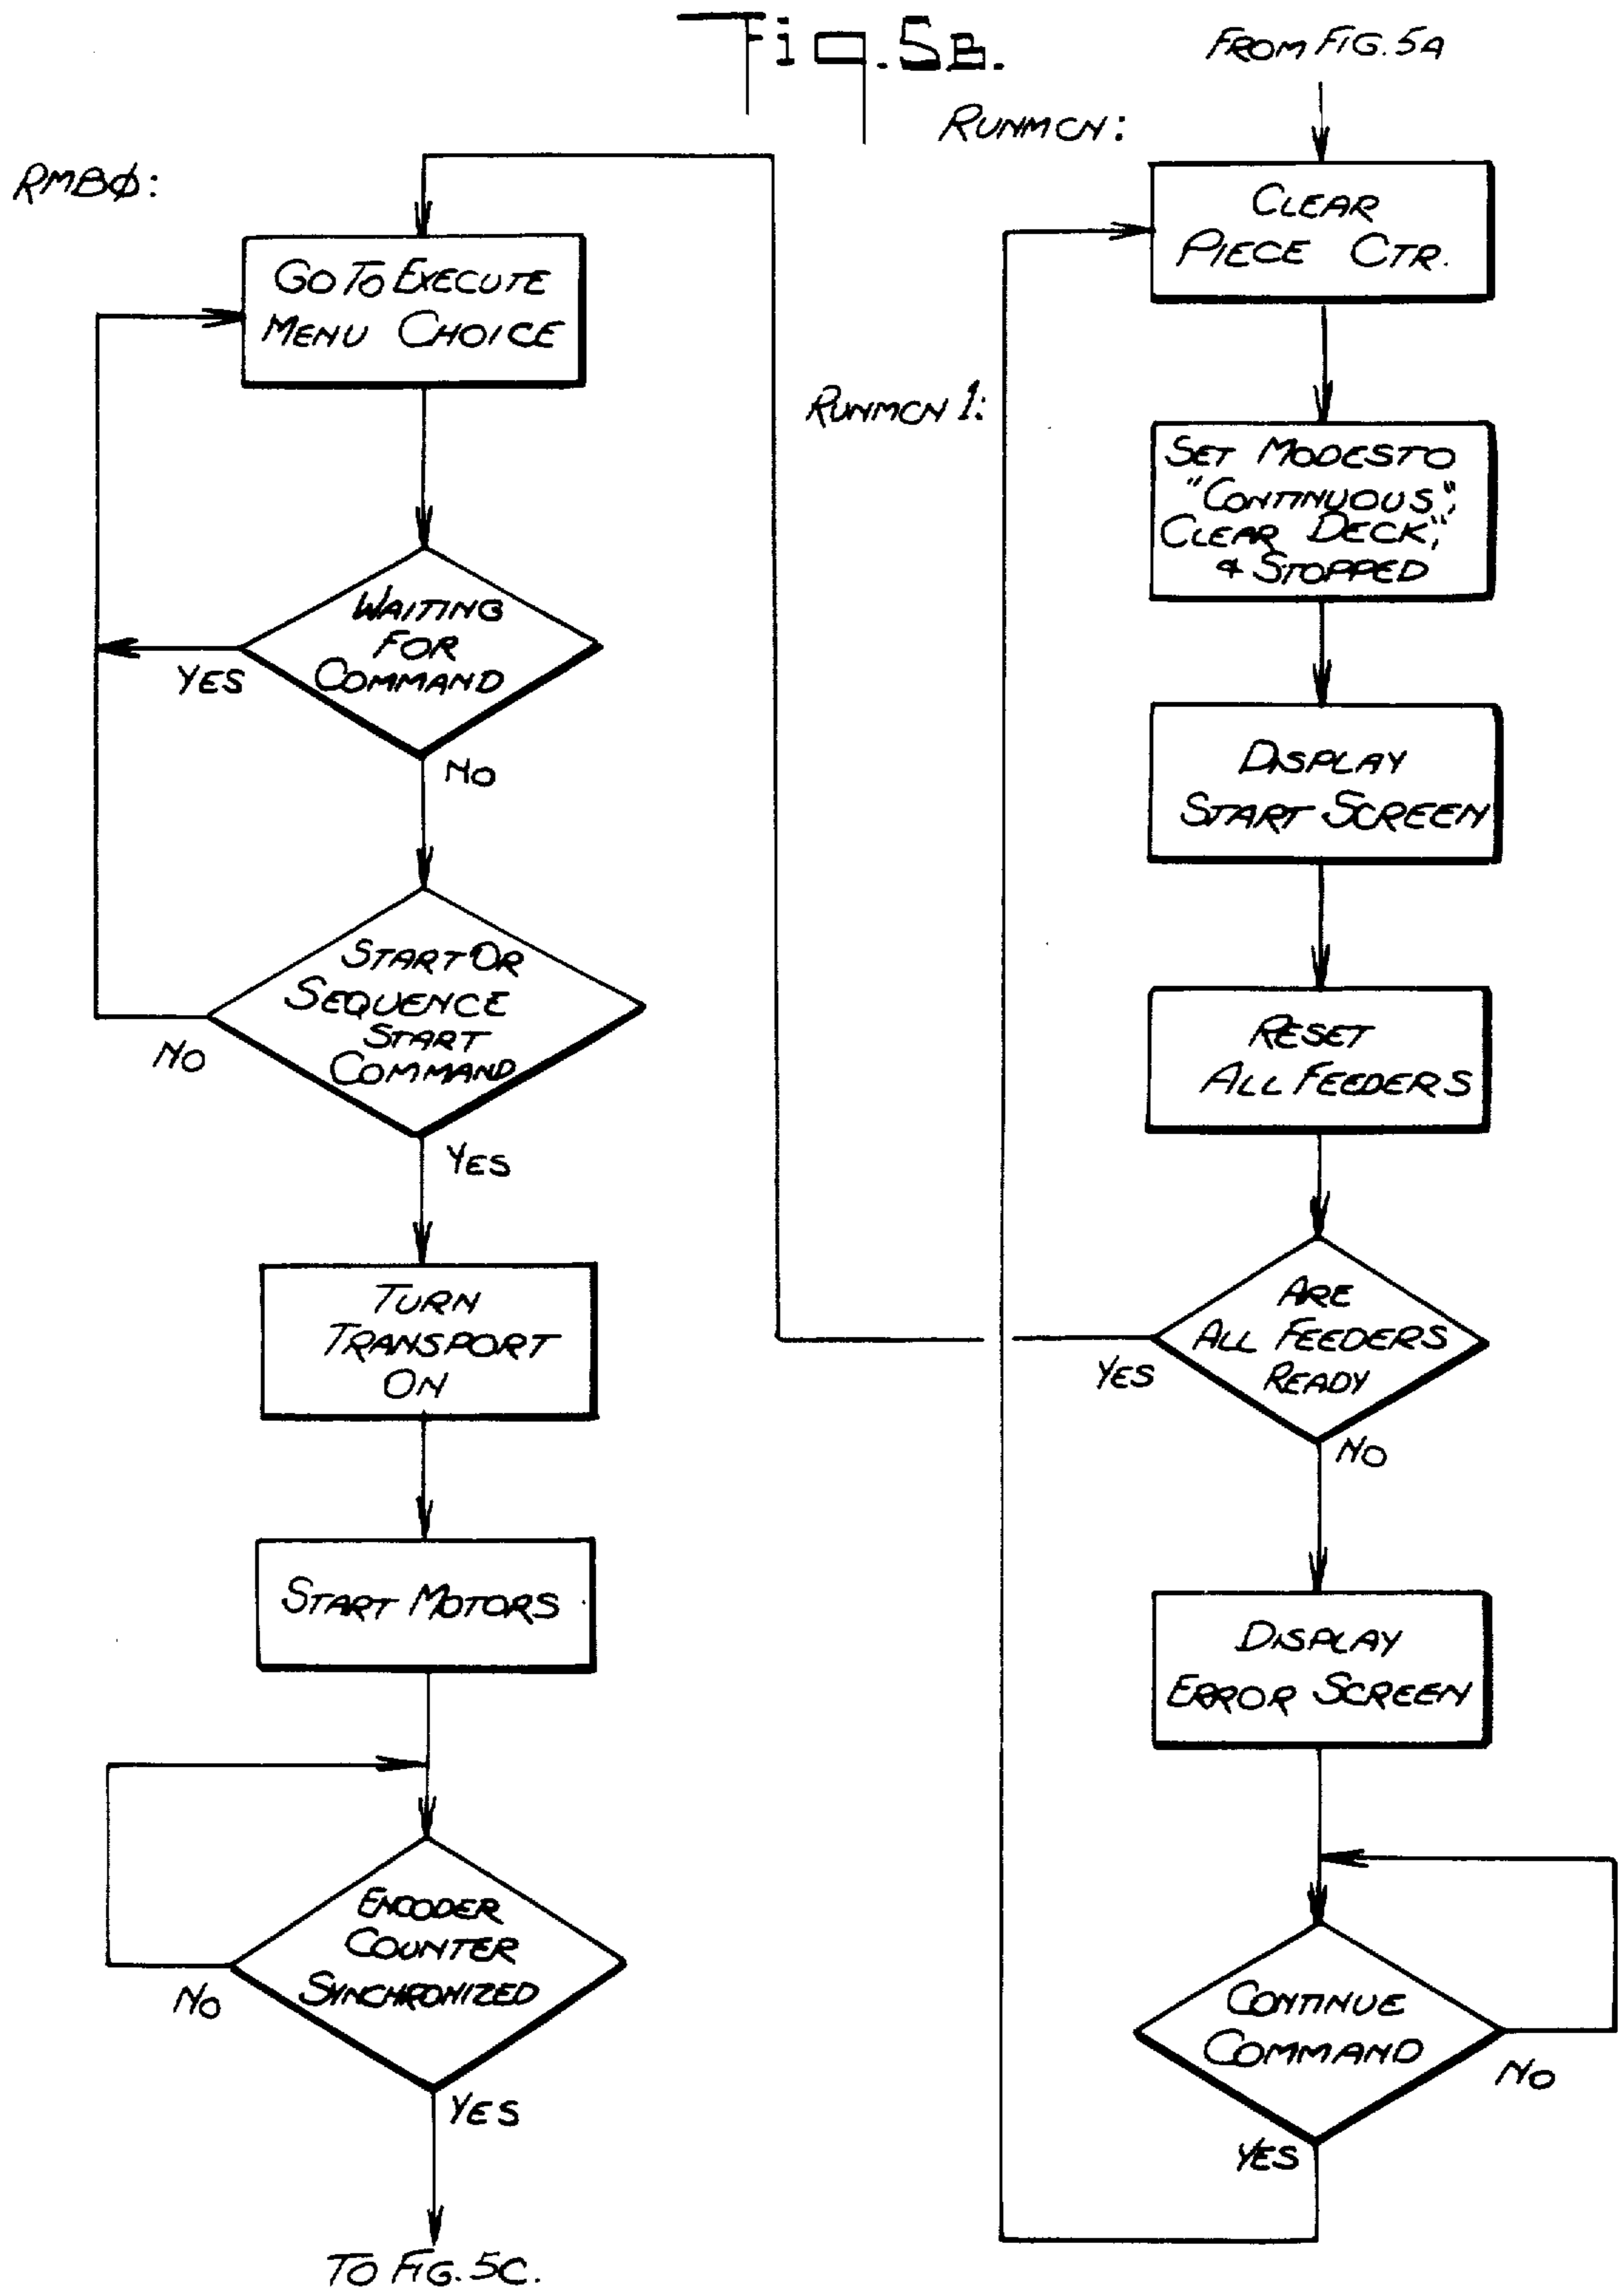 Fig. 5B.
FROM FIG. 5A
RUNMCN:
CLEAR
PIECE CTR.
RUNMCN 1:
SET MODES TO
"CONTINUOUS",
CLEAR DECK,"
& STOPPED
DISPLAY
START SCREEN
RESET
ALL FEEDERS
ARE
ALL FEEDERS
READY
YES
NO
DISPLAY
ERROR SCREEN
CONTINUE
COMMAND
NO
YES
RMBØ:
GO TO EXECUTE
MENU CHOICE
WAITING
FOR
COMMAND
YES
NO
START OR
SEQUENCE
START
COMMAND
NO
YES
TURN
TRANSPORT
ON
START MOTORS
ENCODER
COUNTER
SYNCHRONIZED
NO
YES
TO FIG. 5C.